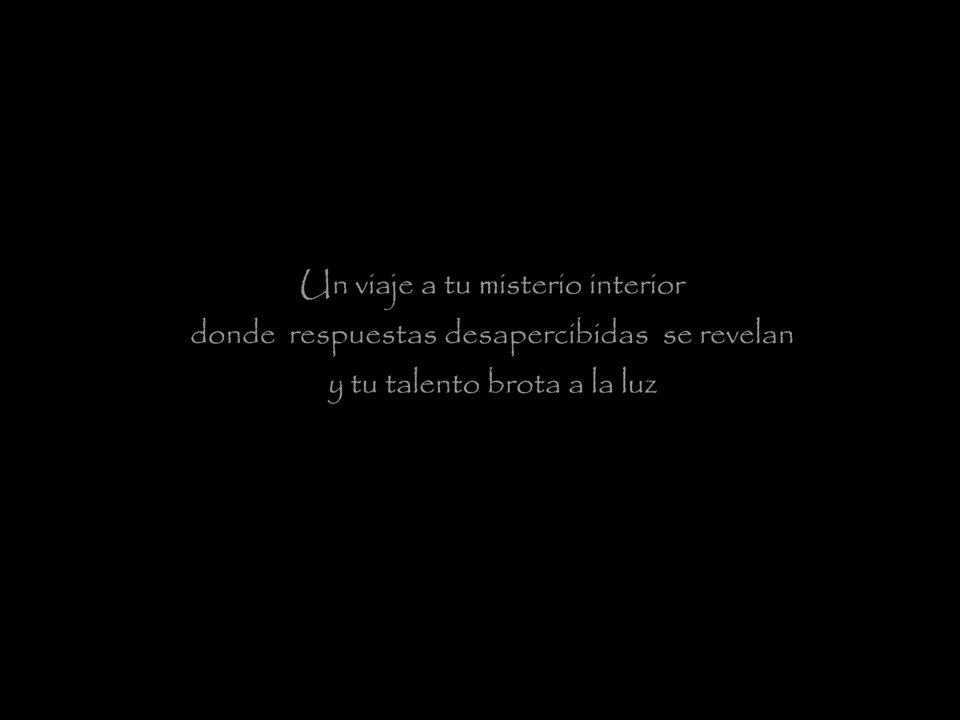 Un viaje a tu misterio interior
donde respuestas desapercibidas se revelan
y tu talento brota a la luz